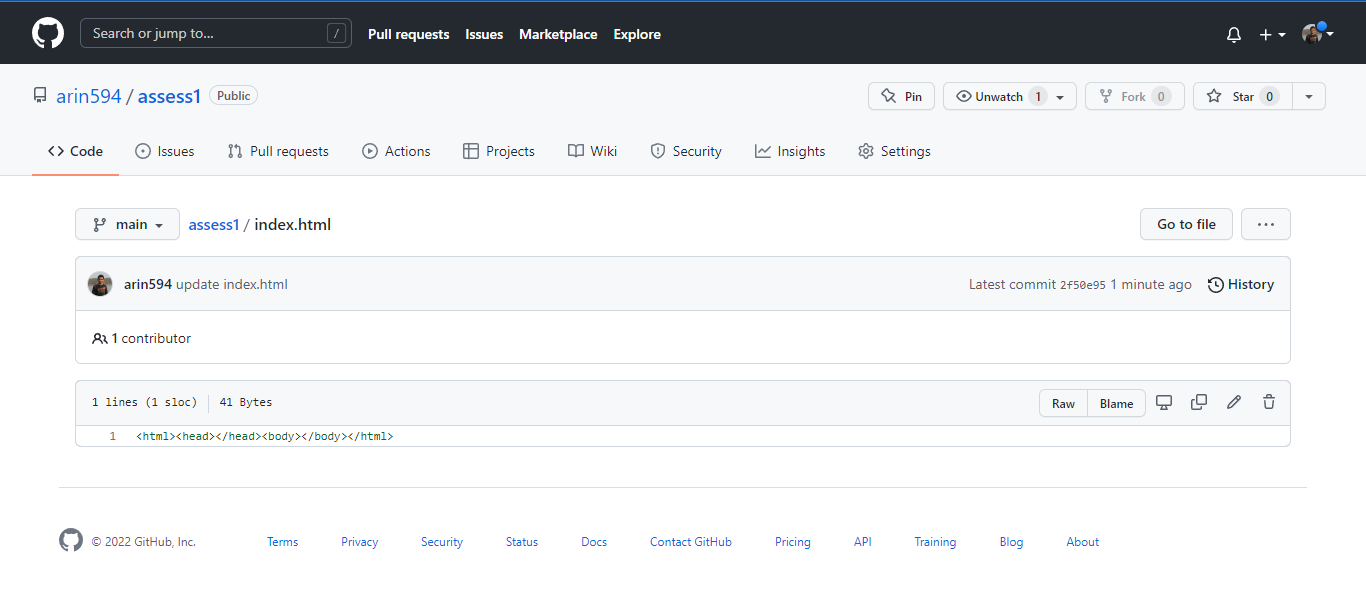 Search or jump to... / Pull requests Issues Marketplace Explore
arin594 / assess1 Public Pin Unwatch 1 Fork 0 Star 0
Code Issues Pull requests Actions Projects Wiki Security Insights Settings
main assess1 / index.html Go to file ...
arin594 update index.html Latest commit 2f50e95 1 minute ago History
1 contributor
1 lines (1 sloc) 41 Bytes Raw Blame
1 <html><head></head><body></body></html>
© 2022 GitHub, Inc. Terms Privacy Security Status Docs Contact GitHub Pricing API Training Blog About